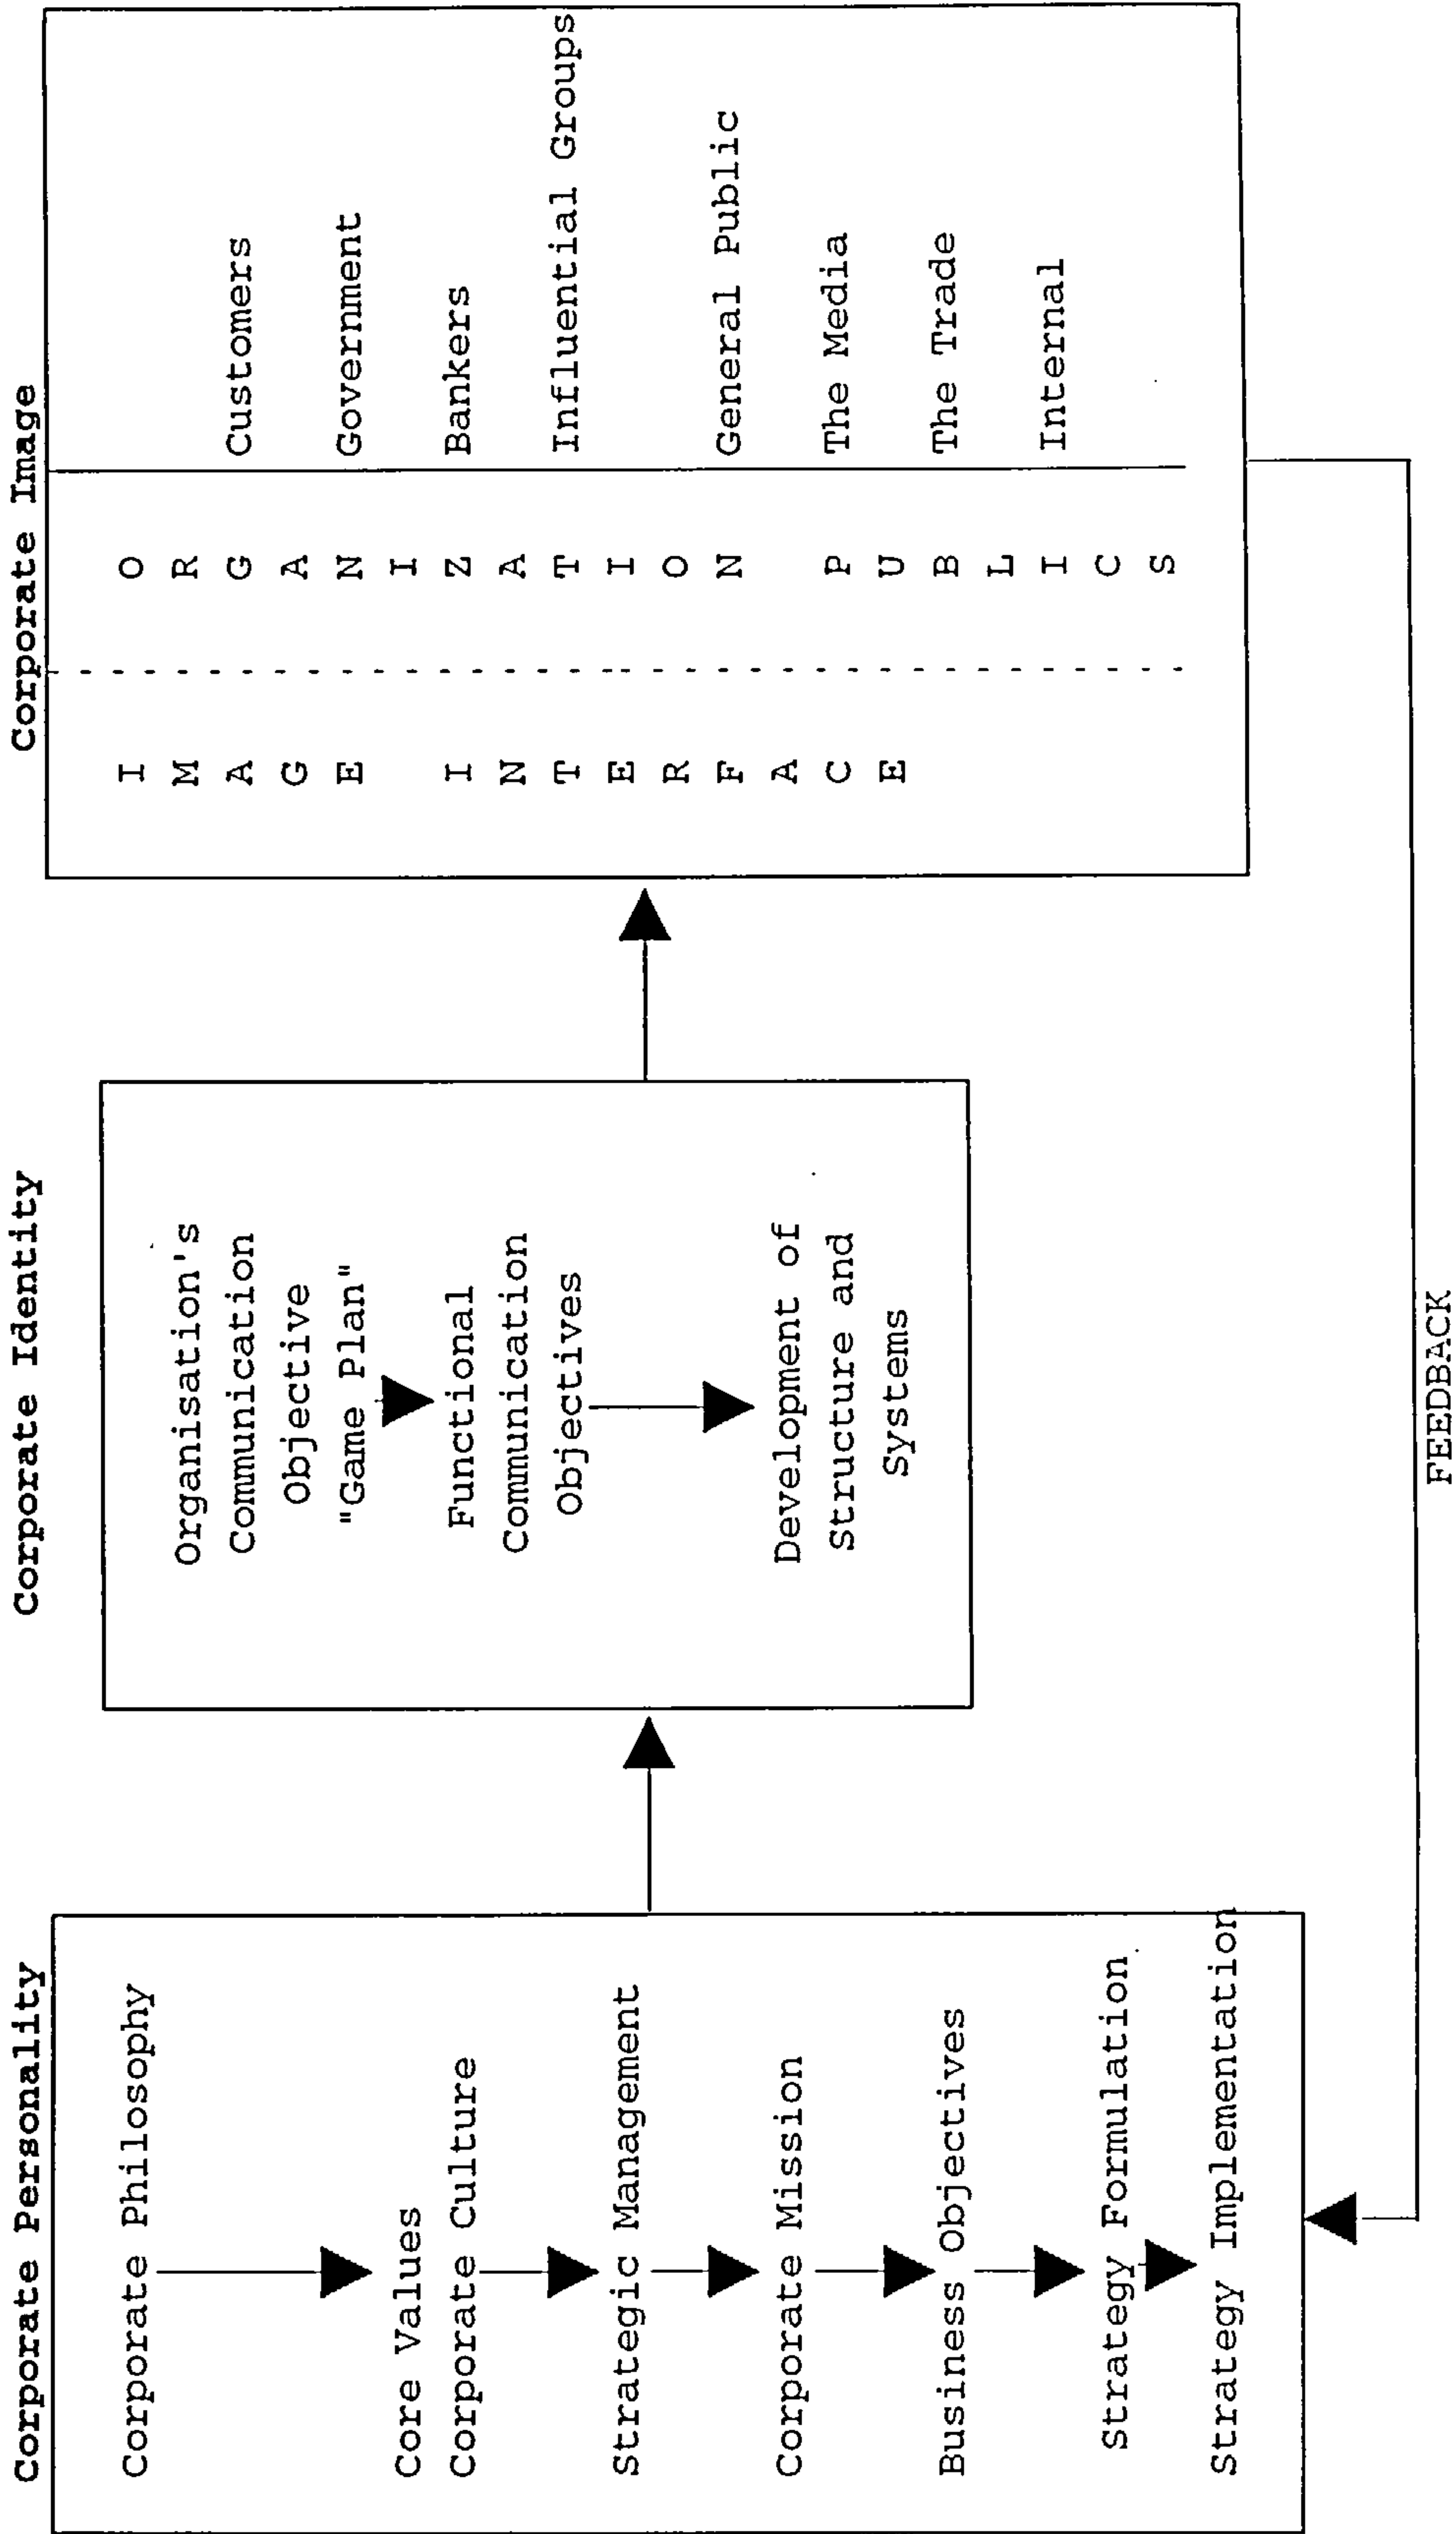 Corporate Personality
Corporate Philosophy
Core Values
Corporate Culture
Strategic Management
Corporate Mission
Business Objectives
Strategy Formulation
Strategy Implementation
Corporate Identity
Organisation's
Communication
Objective
"Game Plan"
Functional
Communication
Objectives
Development of
Structure and
Systems
Corporate Image
IMAGE INTERFACE
ORGANIZATION PUBLICS
Customers
Government
Bankers
Influential Groups
General Public
The Media
The Trade
Internal
FEEDBACK